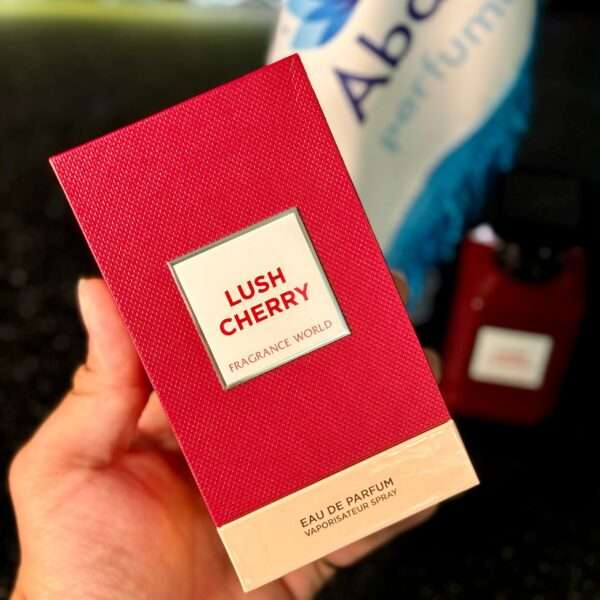 LUSH
CHERRY
FRAGRANCE WORLD
EAU DE PARFUM
VAPORISATEUR SPRAY